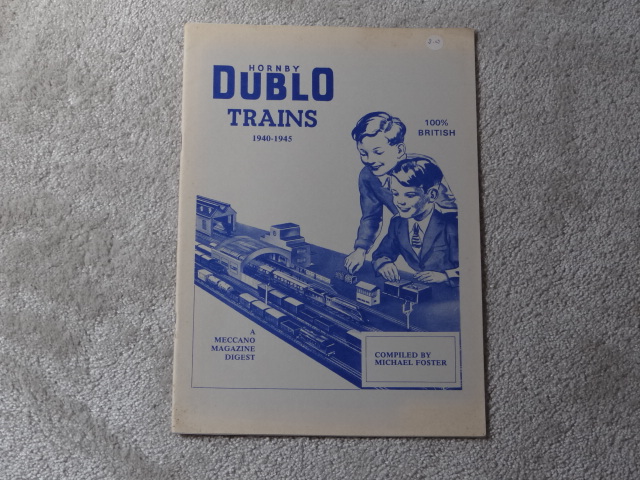 HORNBY
DUBLO
TRAINS
1940-1945
100%
BRITISH
A
MECCANO
MAGAZINE
DIGEST
COMPILED BY
MICHAEL FOSTER